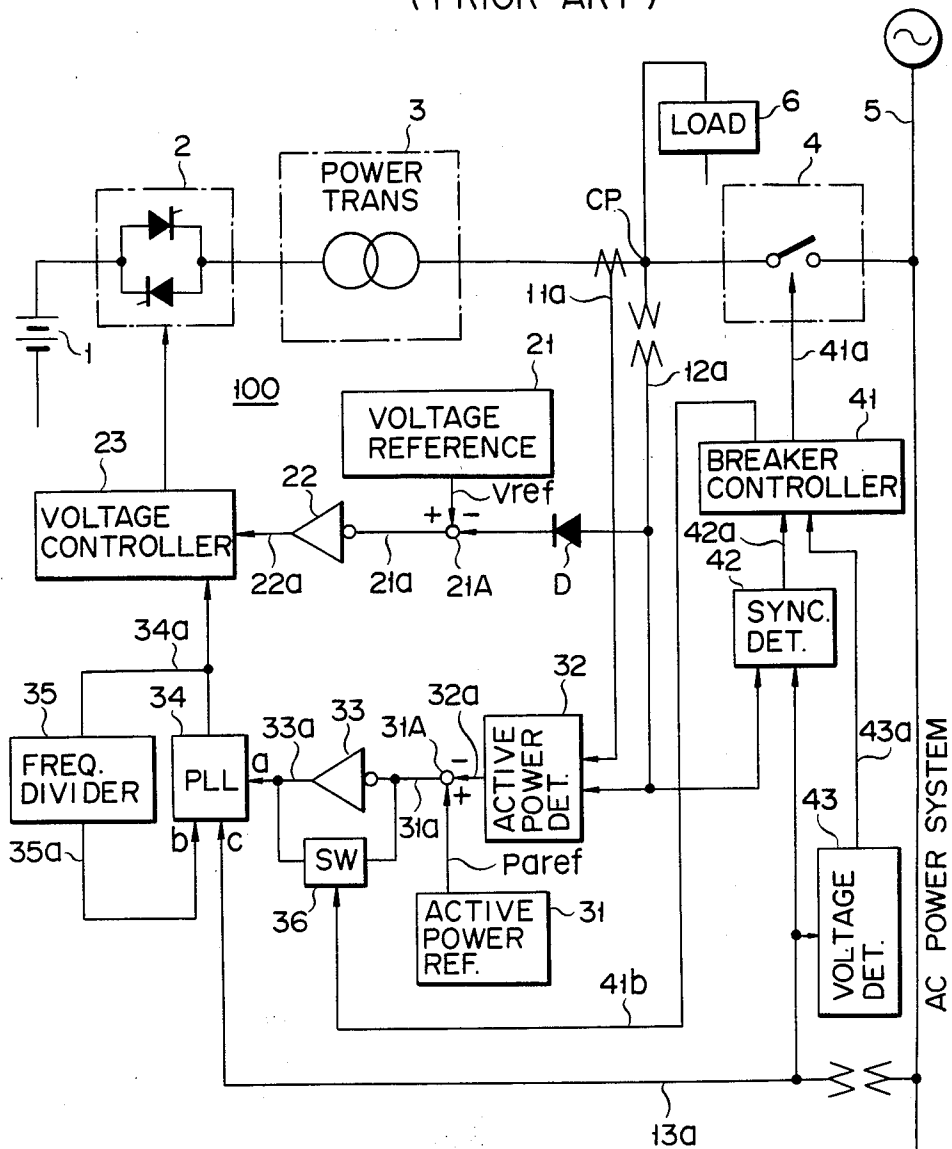 (PRIOR ART)
5
6
LOAD
3
4
2
POWER
TRANS
CP
11a
1
41a
12a
100
21
41
VOLTAGE
REFERENCE
BREAKER
CONTROLLER
23
22
Vref
VOLTAGE
CONTROLLER
+ -
42a
22a
21a
21A
D
42
SYNC.
DET.
34a
32
35
34
33a
33
31A
32a
43a
FREQ.
DIVIDER
PLL
a
-
+
ACTIVE
POWER
DET.
31a
43
b
c
35a
SW
Paref
36
ACTIVE
POWER
REF.
31
VOLTAGE
DET.
AC POWER SYSTEM
41b
13a